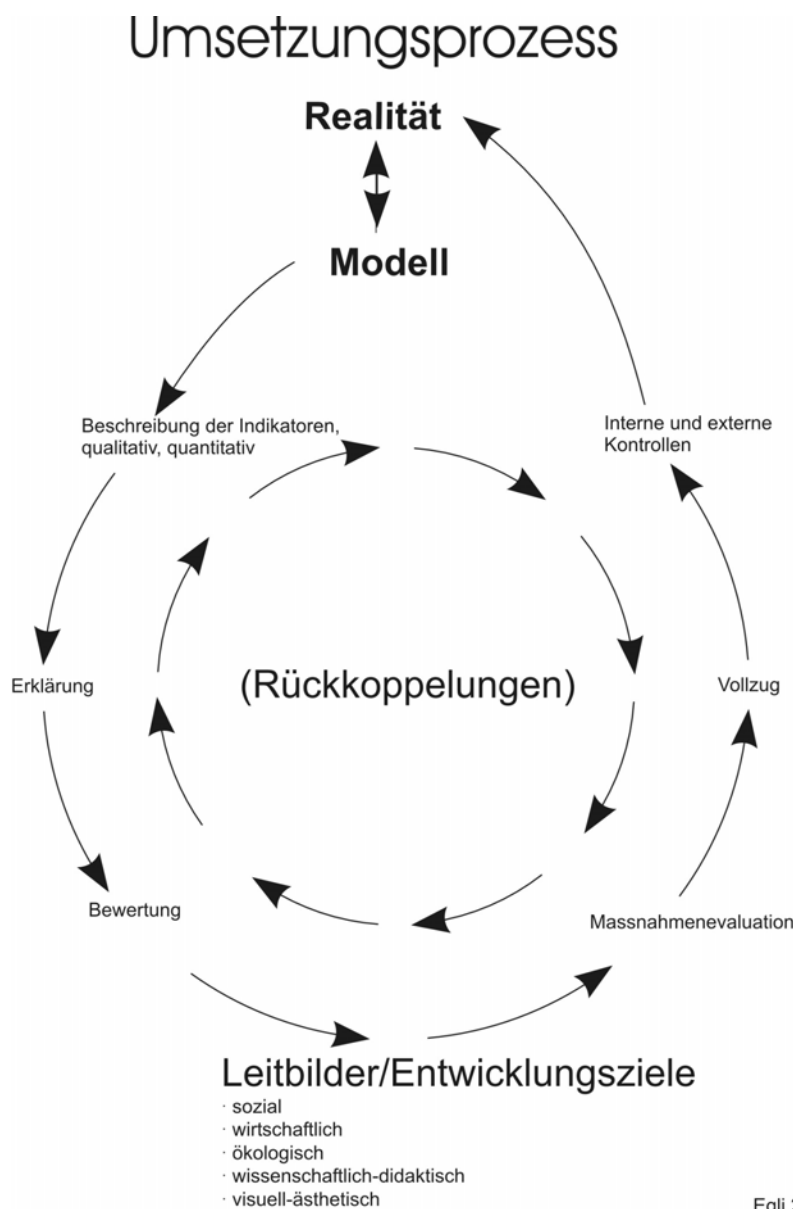 Umsetzungsprozess
Realität
Modell
Beschreibung der Indikatoren,
qualitativ, quantitativ
Interne und externe
Kontrollen
Erklärung
(Rückkoppelungen)
Vollzug
Bewertung
Massnahmenevaluation
Leitbilder/Entwicklungsziele
· sozial
· wirtschaftlich
· ökologisch
· wissenschaftlich-didaktisch
· visuell-ästhetisch
Egli